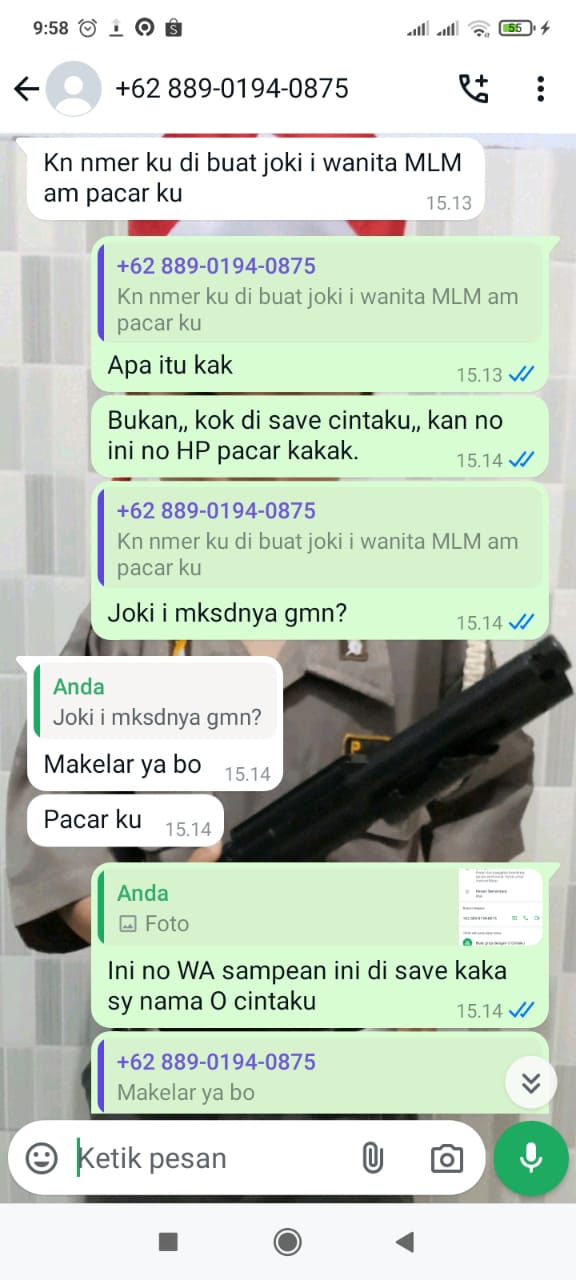 9:58
55
+62 889-0194-0875
Kn nmer ku di buat joki i wanita MLM
am pacar ku
15.13
+62 889-0194-0875
Kn nmer ku di buat joki i wanita MLM am
pacar ku
Apa itu kak
15.13
Bukan,, kok di save cintaku,, kan no
ini no HP pacar kakak.
15.14
+62 889-0194-0875
Kn nmer ku di buat joki i wanita MLM am
pacar ku
Joki i mksdnya gmn?
15.14
Anda
Joki i mksdnya gmn?
Makelar ya bo
15.14
Pacar ku
15.14
Anda
Foto
Ini no WA sampean ini di save kaka
sy nama O cintaku
15.14
+62 889-0194-0875
Makelar ya bo
Ketik pesan